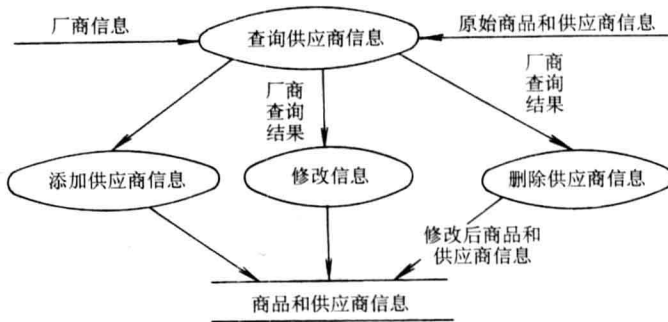 厂商信息
查询供应商信息
原始商品和供应商信息
厂商
查询
结果
厂商
查询
结果
添加供应商信息
修改信息
删除供应商信息
修改后商品和
供应商信息
商品和供应商信息